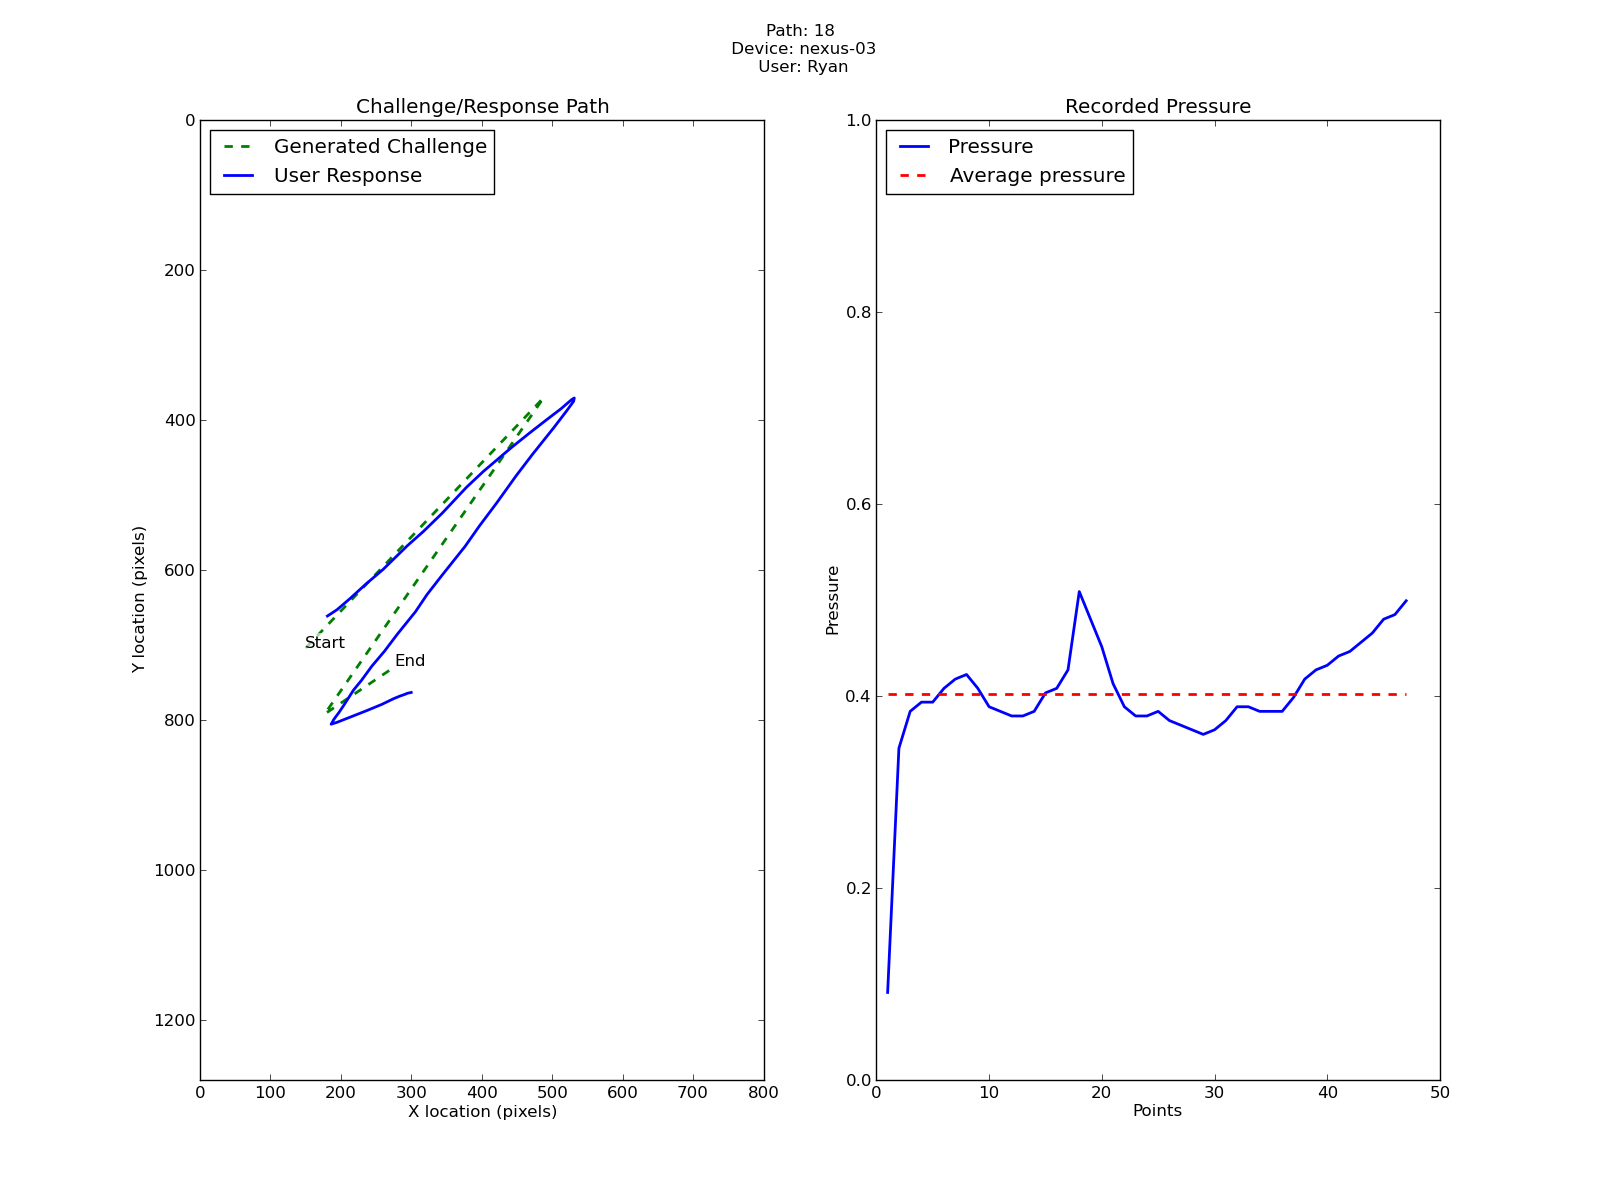 Path: 18
Device: nexus-03
User: Ryan
Challenge/Response Path
Generated Challenge
User Response
Start
End
0
200
400
600
800
1000
1200
Y location (pixels)
0 100 200 300 400 500 600 700 800
X location (pixels)
Recorded Pressure
Pressure
Average pressure
1.0
0.8
0.6
0.4
0.2
0.0
Pressure
0 10 20 30 40 50
Points